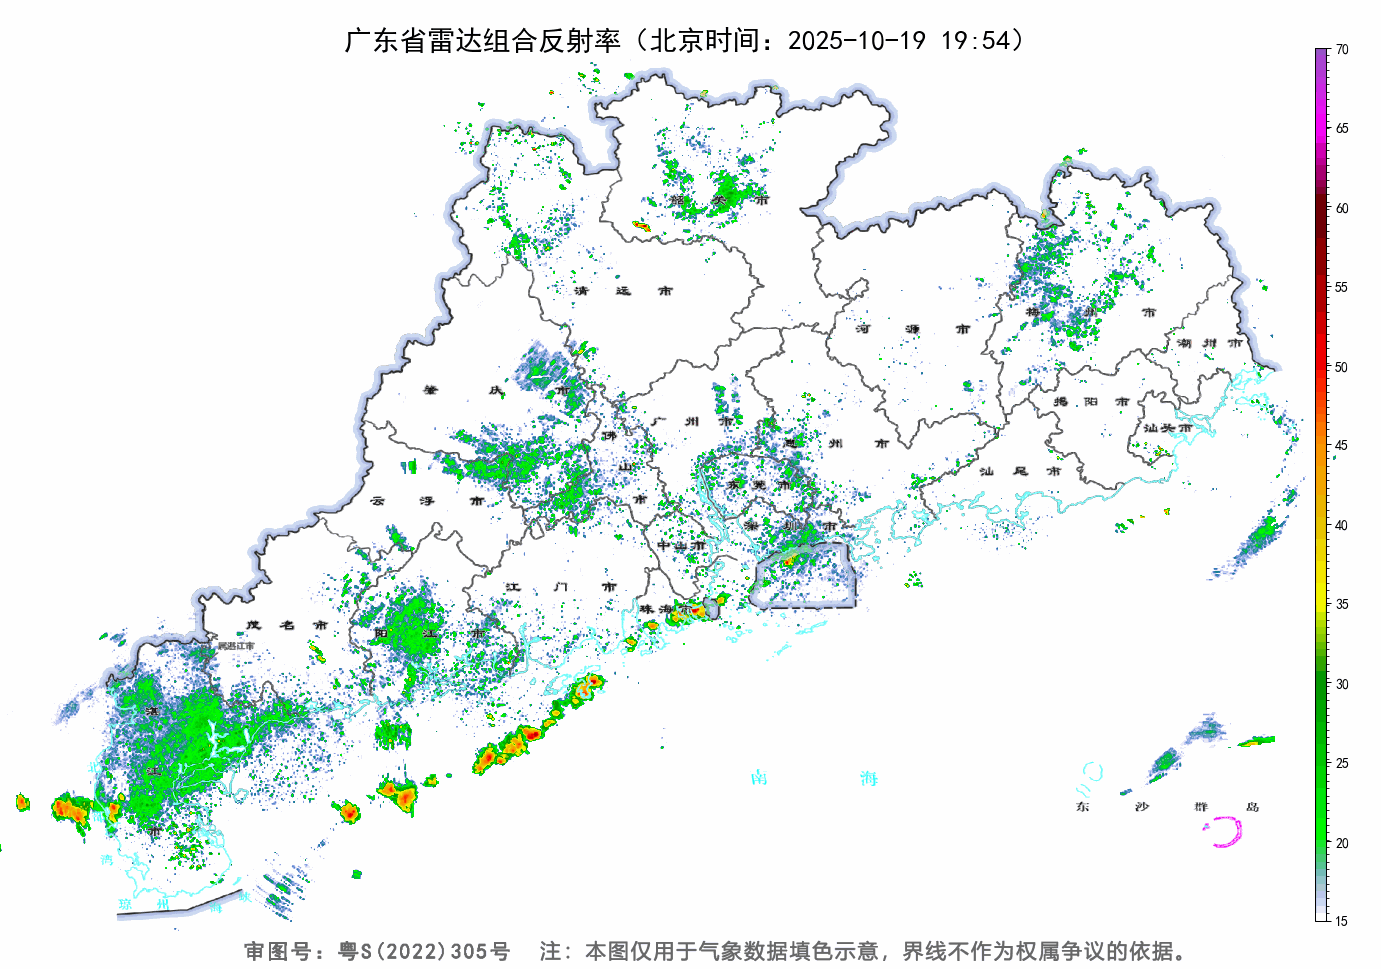 广东省雷达组合反射率（北京时间：2025-10-19 19:54）
70
65
60
55
50
45
40
35
30
25
20
15
韶关市
清远市
河源市
梅州市
潮州市
肇庆市
广州市
佛山市
惠州市
揭阳市
汕头市
汕尾市
云浮市
东莞市
深圳市
中山市
江门市
珠海市
茂名市
阳江市
属湛江市
湛江市
南海
东沙群岛
湾
琼州海峡
审图号：粤S(2022)305号 注：本图仅用于气象数据填色示意，界线不作为权属争议的依据。